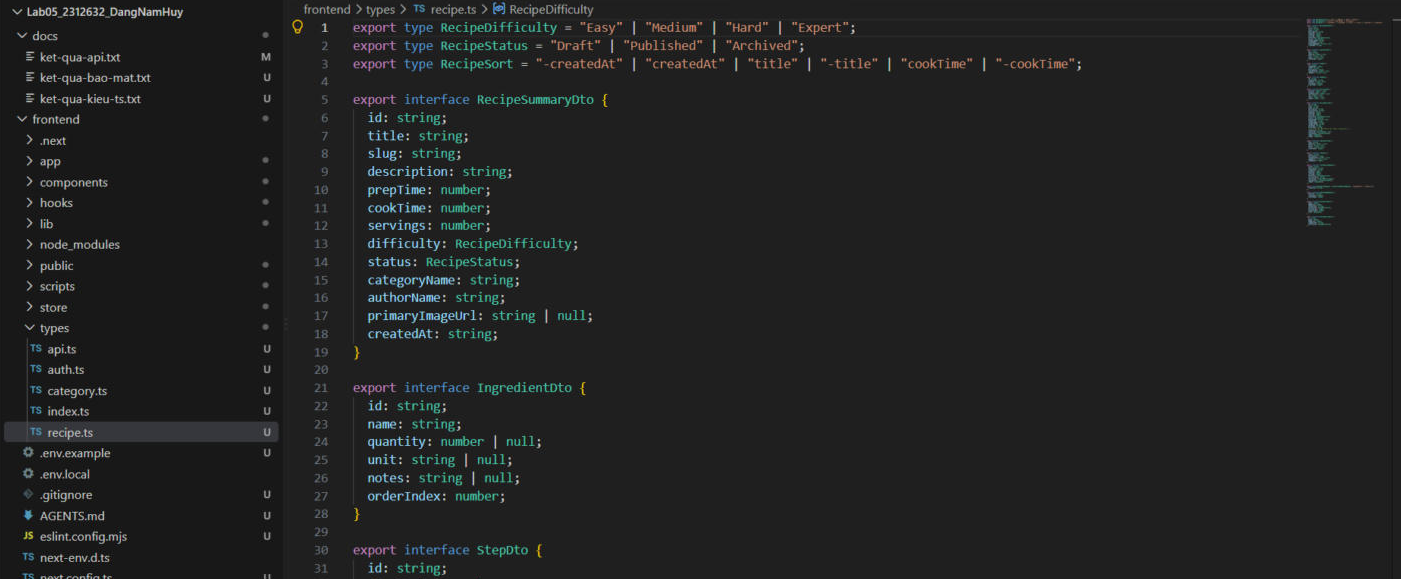 Lab05_2312632_DangNamHuy
docs
ket-qua-api.txt M
ket-qua-bao-mat.txt U
ket-qua-kieu-ts.txt U
frontend
.next
app
components
hooks
lib
node_modules
public
scripts
store
types
TS api.ts U
TS auth.ts U
TS category.ts U
TS index.ts U
TS recipe.ts U
.env.example U
.env.local
.gitignore U
AGENTS.md U
JS eslint.config.mjs U
TS next-env.d.ts
TS next.config.ts U
frontend > types > TS recipe.ts > RecipeDifficulty
1 export type RecipeDifficulty = "Easy" | "Medium" | "Hard" | "Expert";
2 export type RecipeStatus = "Draft" | "Published" | "Archived";
3 export type RecipeSort = "-createdAt" | "createdAt" | "title" | "-title" | "cookTime" | "-cookTime";
4
5 export interface RecipeSummaryDto {
6 id: string;
7 title: string;
8 slug: string;
9 description: string;
10 prepTime: number;
11 cookTime: number;
12 servings: number;
13 difficulty: RecipeDifficulty;
14 status: RecipeStatus;
15 categoryName: string;
16 authorName: string;
17 primaryImageUrl: string | null;
18 createdAt: string;
19 }
20
21 export interface IngredientDto {
22 id: string;
23 name: string;
24 quantity: number | null;
25 unit: string | null;
26 notes: string | null;
27 orderIndex: number;
28 }
29
30 export interface StepDto {
31 id: string;